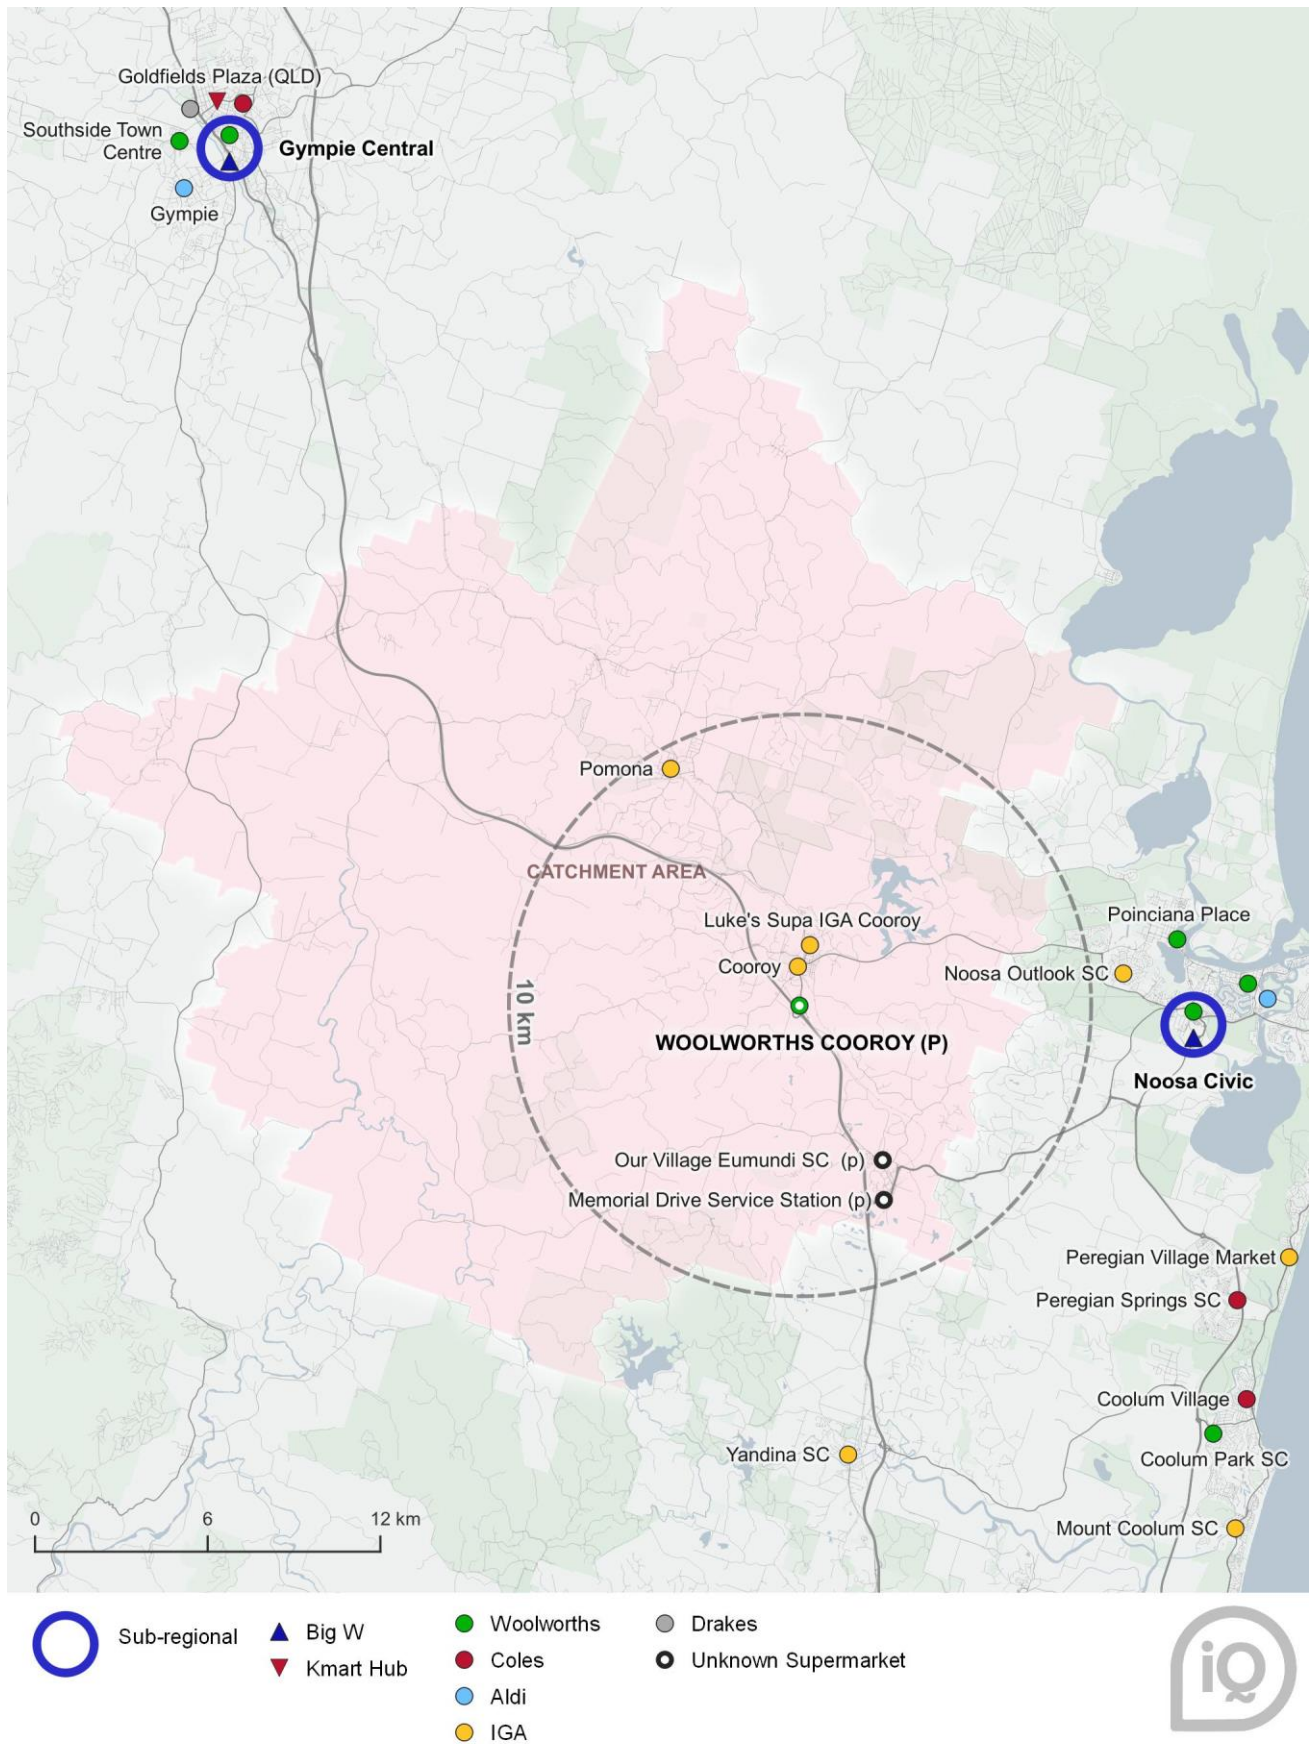 Goldfields Plaza (QLD)
Southside Town
Centre
Gympie Central
Gympie
Pomona
CATCHMENT AREA
Luke's Supa IGA Cooroy
Cooroy
10 km
WOOLWORTHS COOROY (P)
Poinciana Place
Noosa Outlook SC
Noosa Civic
Our Village Eumundi SC (p)
Memorial Drive Service Station (p)
Peregian Village Market
Peregian Springs SC
Coolum Village
Coolum Park SC
Yandina SC
Mount Coolum SC
0 6 12 km
Sub-regional
Big W
Kmart Hub
Woolworths
Coles
Aldi
IGA
Drakes
Unknown Supermarket
iQ